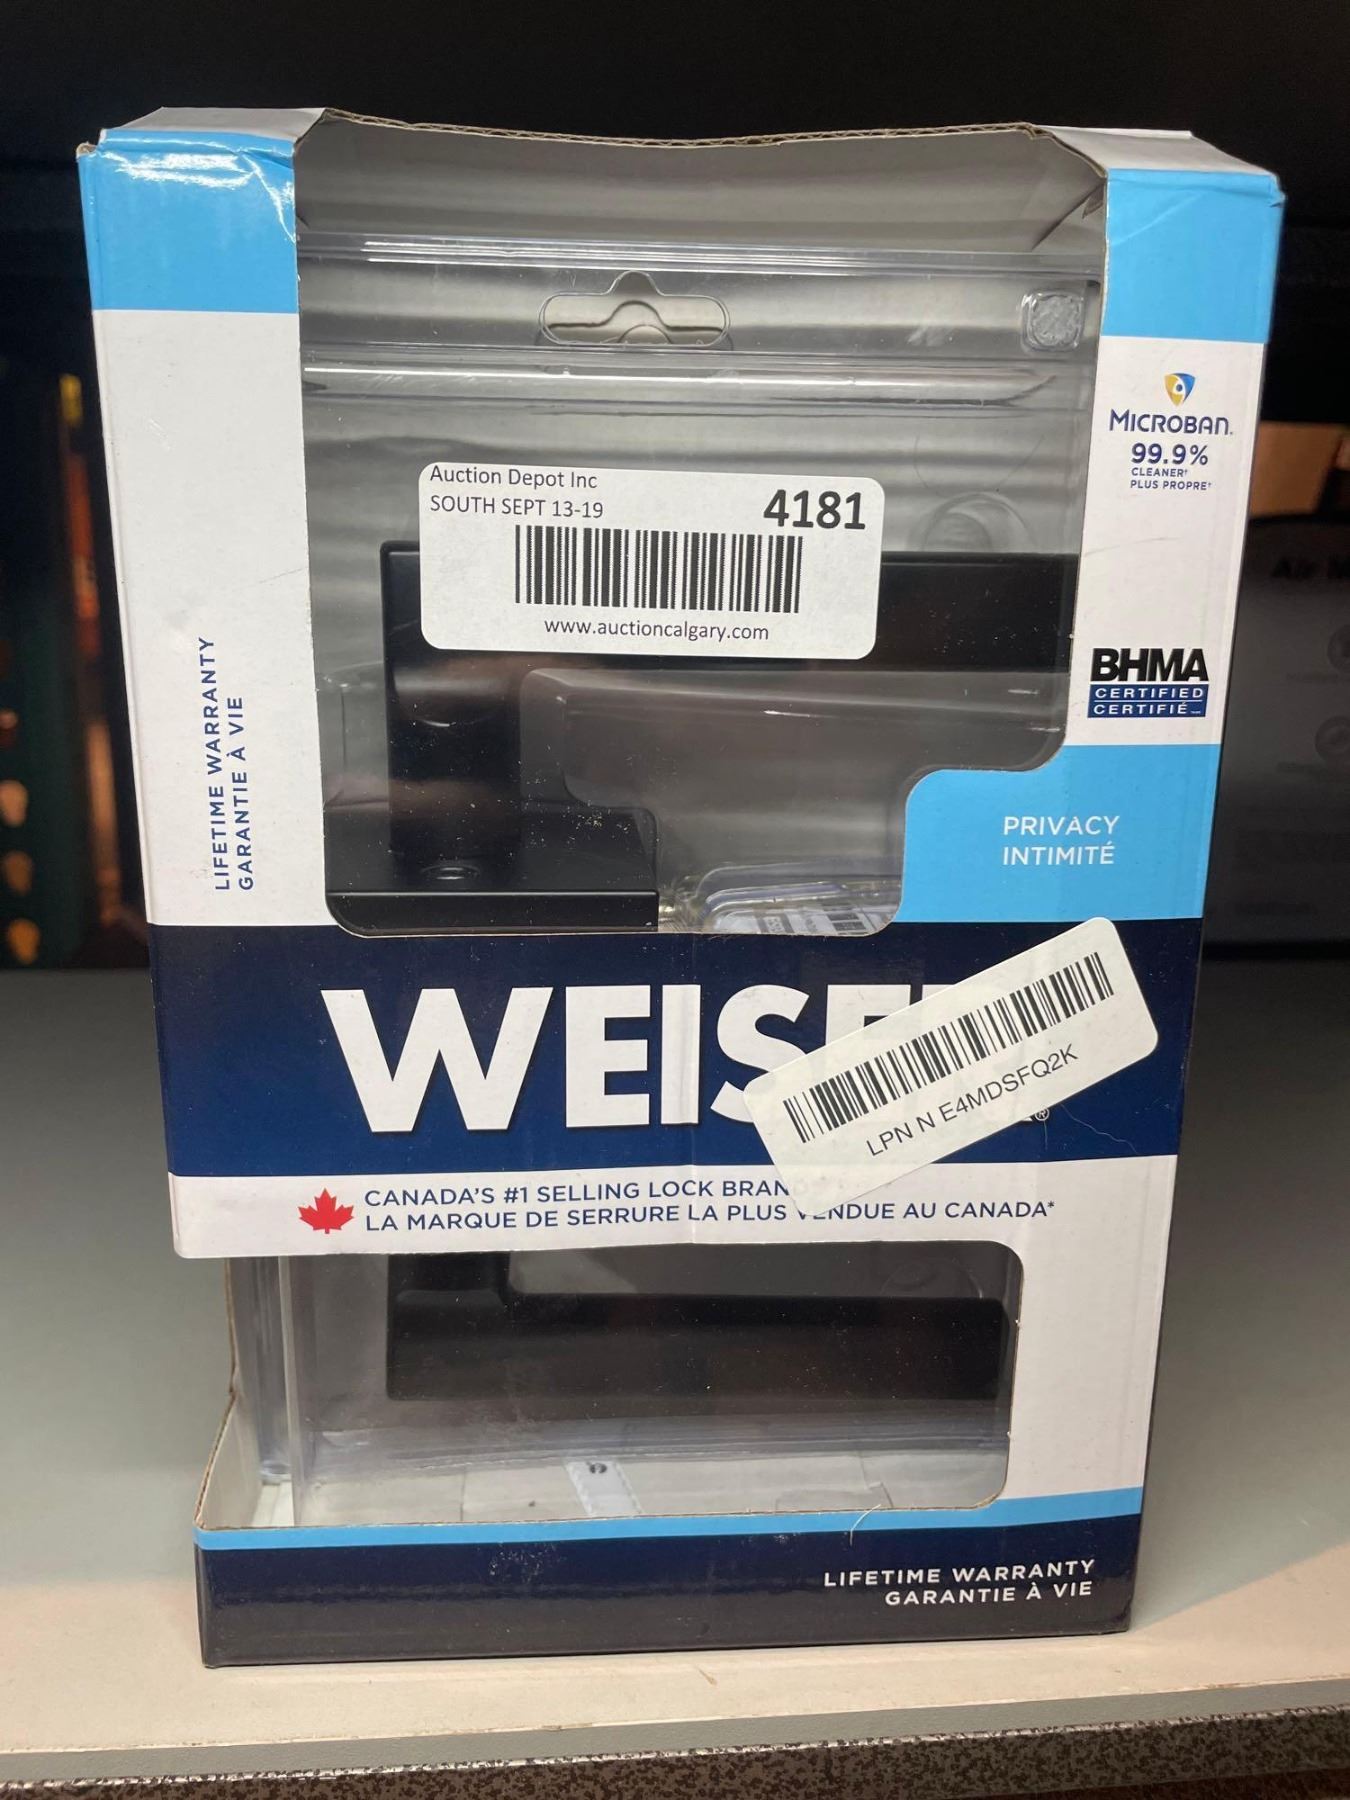 MICROBAN.
99.9%
CLEANER†
PLUS PROPRE†
Auction Depot Inc
SOUTH SEPT 13-19
4181
www.auctioncalgary.com
BHMA
CERTIFIED
CERTIFIÉ
LIFETIME WARRANTY
GARANTIE À VIE
PRIVACY
INTIMITÉ
WEISER®
LPN N E4MDSFQ2K
CANADA'S #1 SELLING LOCK BRAND
LA MARQUE DE SERRURE LA PLUS VENDUE AU CANADA*
LIFETIME WARRANTY
GARANTIE À VIE